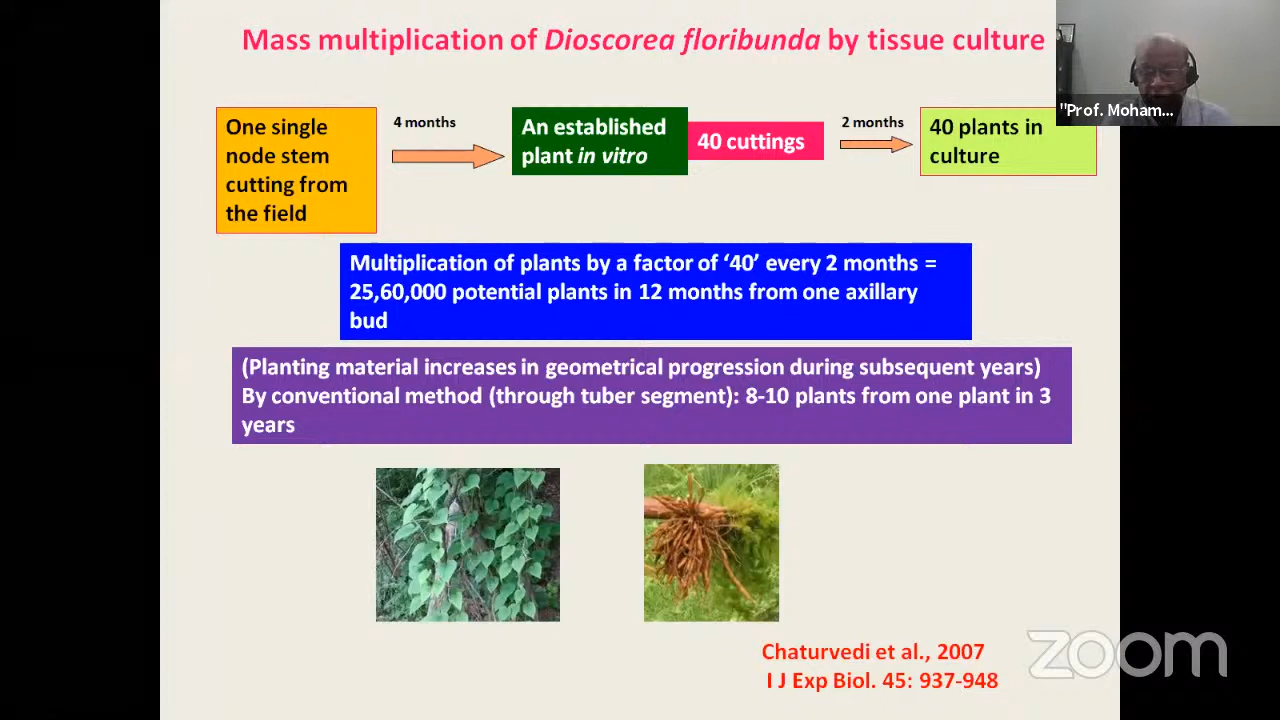 Mass multiplication of Dioscorea floribunda by tissue culture
"Prof. Moham...
One single
node stem
cutting from
the field
4 months
An established
plant in vitro
40 cuttings
2 months
40 plants in
culture
Multiplication of plants by a factor of ‘40’ every 2 months =
25,60,000 potential plants in 12 months from one axillary
bud
(Planting material increases in geometrical progression during subsequent years)
By conventional method (through tuber segment): 8-10 plants from one plant in 3
years
Chaturvedi et al., 2007
I J Exp Biol. 45: 937-948
zoom